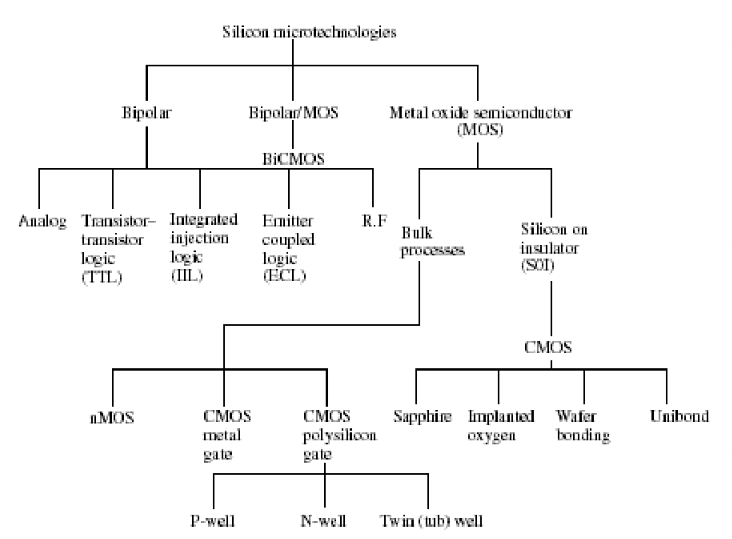 Silicon microtechnologies
Bipolar
Bipolar/MOS
Metal oxide semiconductor
(MOS)
BiCMOS
Analog
Transistor–
transistor
logic
(TTL)
Integrated
injection
logic
(IIL)
Emitter
coupled
logic
(ECL)
R.F
Bulk
processes
Silicon on
insulator
(SOI)
CMOS
nMOS
CMOS
metal
gate
CMOS
polysilicon
gate
Sapphire
Implanted
oxygen
Wafer
bonding
Unibond
P-well
N-well
Twin (tub) well